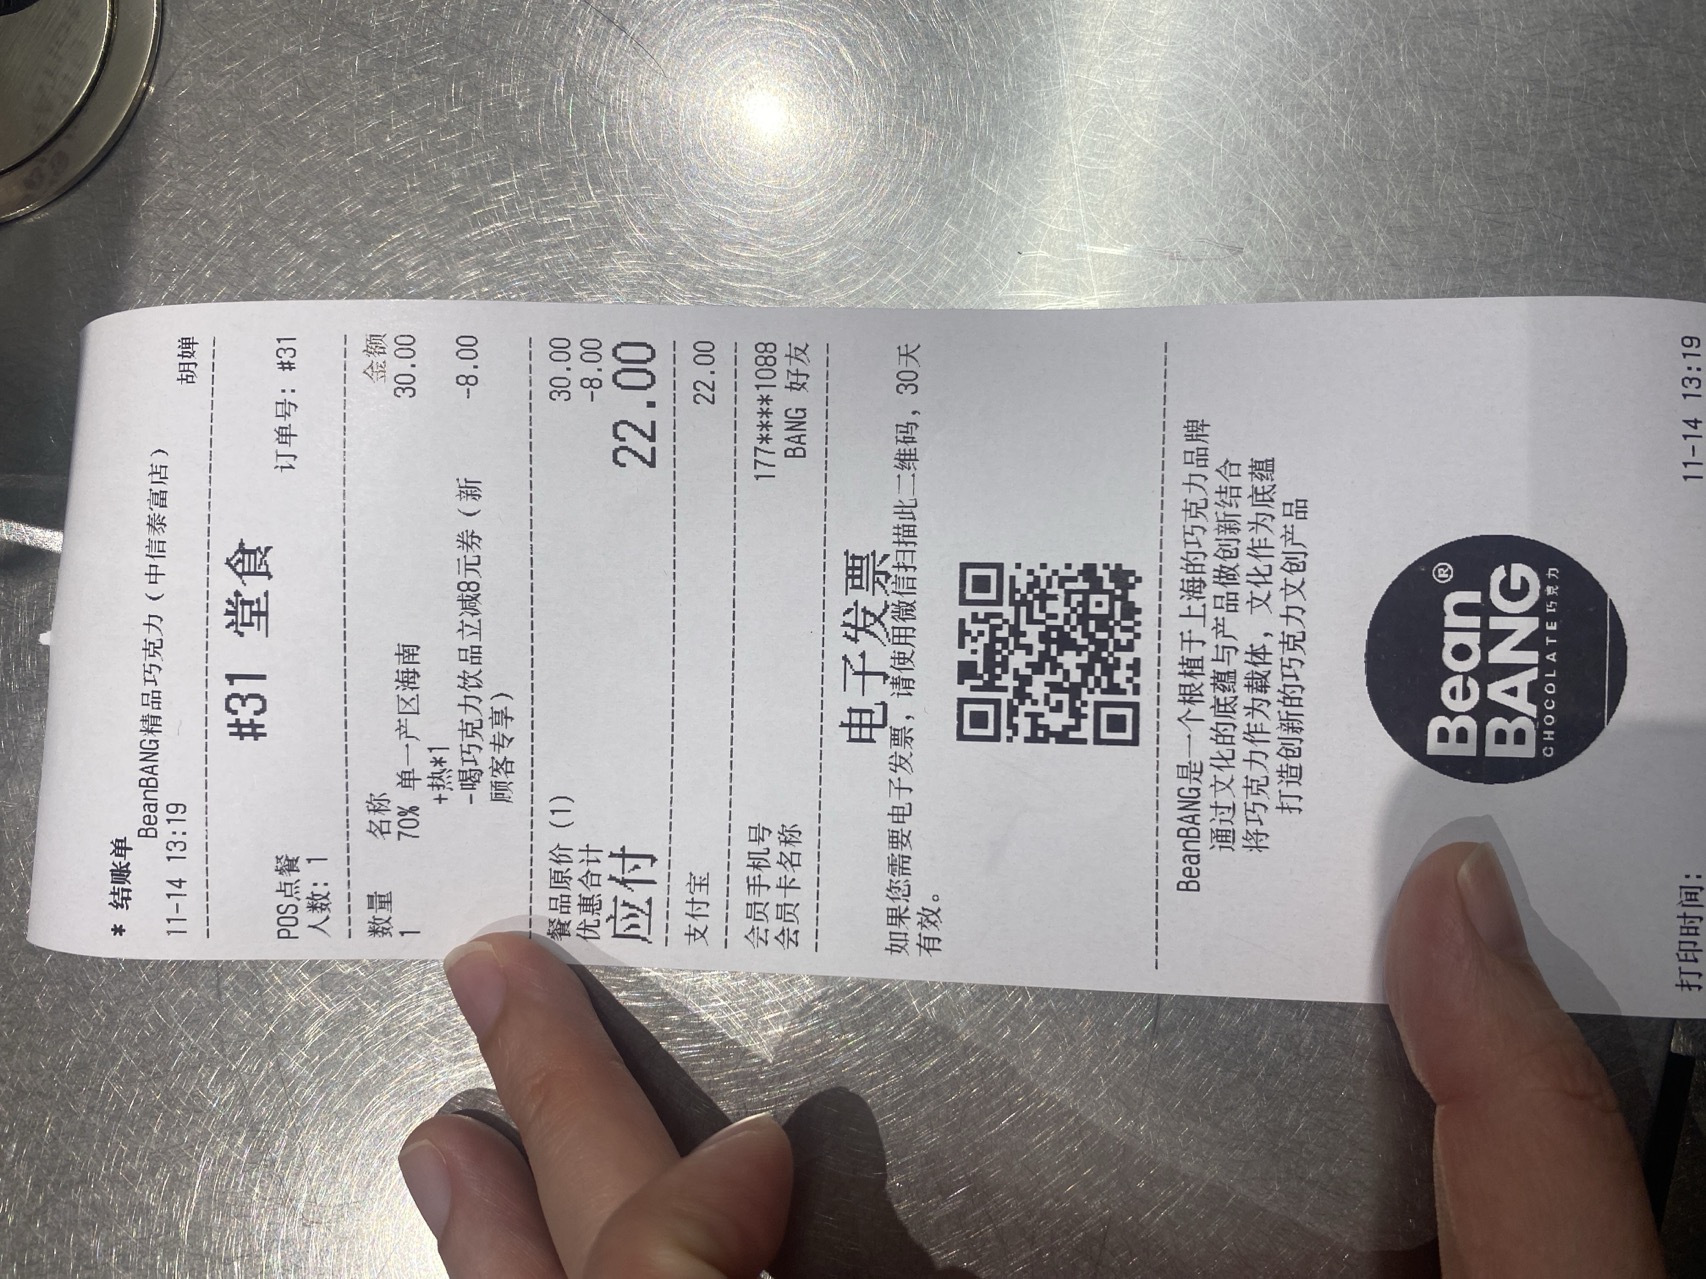 * 结账单
BeanBANG精品巧克力（中信泰富店）
11-14 13:19 胡婵
#31 堂食
POS点餐 订单号: #31
人数: 1
数量 名称 金额
1 70% 单一产区海南 30.00
+热*1
-喝巧克力饮品立减8元券（新 -8.00
顾客专享）
餐品原价 (1) 30.00
优惠合计 -8.00
应付 22.00
支付宝 22.00
会员手机号 177****1088
会员卡名称 BANG 好友
电子发票
如果您需要电子发票，请使用微信扫描此二维码，30天
有效。
BeanBANG是一个根植于上海的巧克力品牌
通过文化的底蕴与产品做创新结合
将巧克力作为载体，文化作为底蕴
打造创新的巧克力文创产品
Bean®
BANG
CHOCOLATE巧克力
打印时间: 11-14 13:19